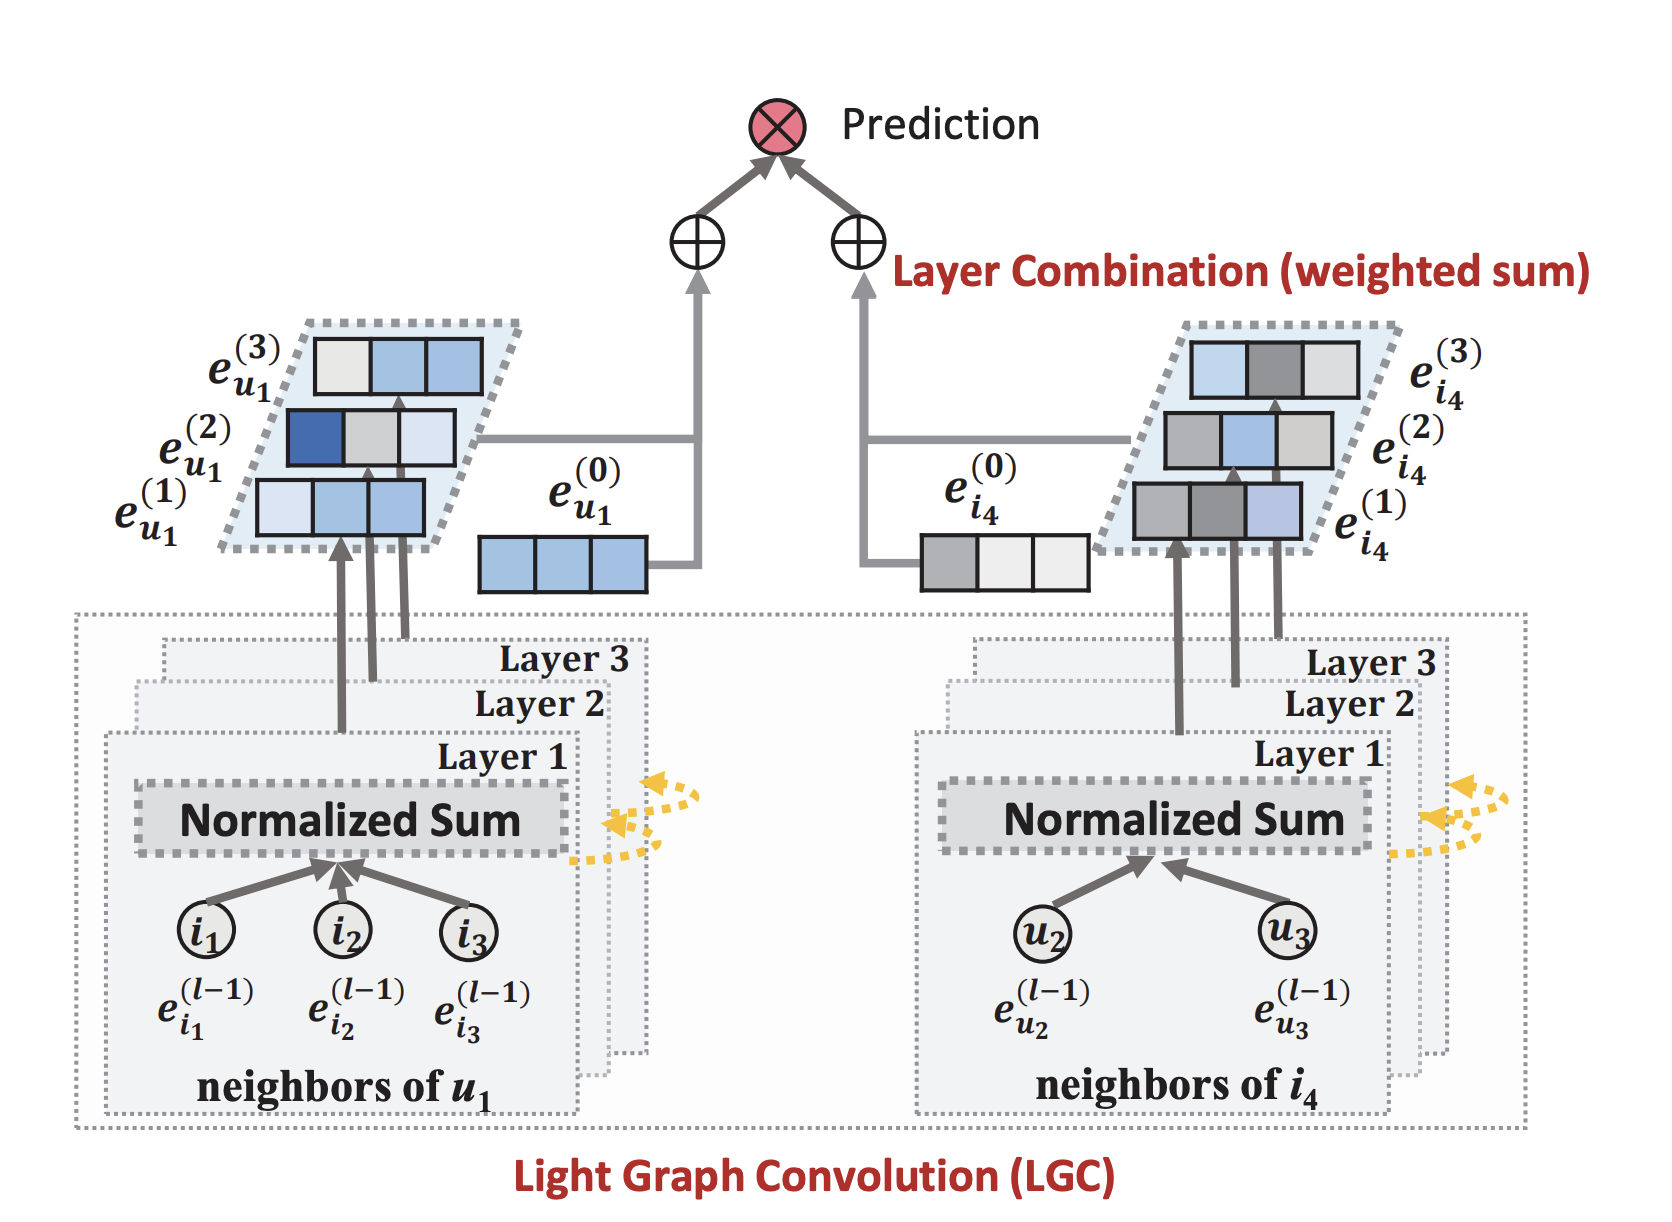 Prediction
Layer Combination (weighted sum)
e_{u_1}^{(3)}
e_{u_1}^{(2)}
e_{u_1}^{(1)}
e_{u_1}^{(0)}
e_{i_4}^{(0)}
e_{i_4}^{(3)}
e_{i_4}^{(2)}
e_{i_4}^{(1)}
Layer 3
Layer 2
Layer 1
Normalized Sum
i_1 i_2 i_3
e_{i_1}^{(l-1)} e_{i_2}^{(l-1)} e_{i_3}^{(l-1)}
neighbors of u_1
Layer 3
Layer 2
Layer 1
Normalized Sum
u_2 u_3
e_{u_2}^{(l-1)} e_{u_3}^{(l-1)}
neighbors of i_4
Light Graph Convolution (LGC)